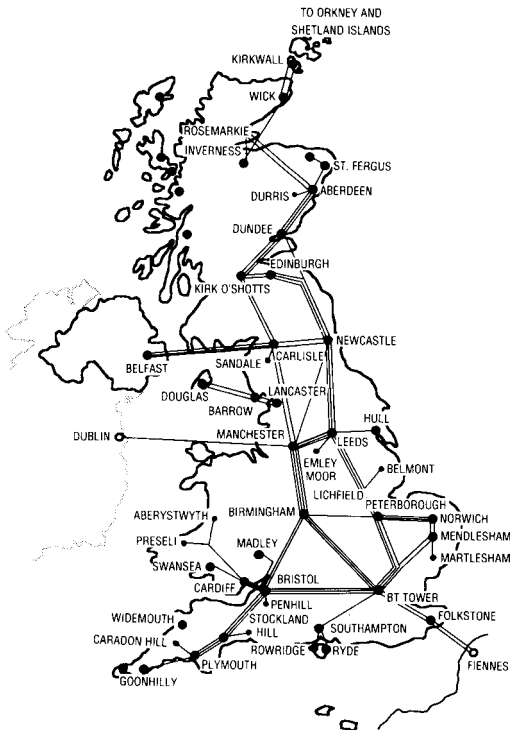 TO ORKNEY AND
SHETLAND ISLANDS
KIRKWALL
WICK
ROSEMARKIE
INVERNESS
ST. FERGUS
DURRIS
ABERDEEN
DUNDEE
EDINBURGH
KIRK O'SHOTTS
NEWCASTLE
SANDALE
CARLISLE
BELFAST
DOUGLAS
LANCASTER
BARROW
HULL
DUBLIN
MANCHESTER
LEEDS
EMLEY
MOOR
BELMONT
LICHFIELD
PETERBOROUGH
ABERYSTWYTH
BIRMINGHAM
NORWICH
PRESELI
MADLEY
MENDLESHAM
SWANSEA
MARTLESHAM
CARDIFF
BRISTOL
BT TOWER
PENHILL
WIDEMOUTH
STOCKLAND
HILL
SOUTHAMPTON
FOLKSTONE
CARADON HILL
ROWRIDGE
RYDE
PLYMOUTH
FIENNES
GOONHILLY